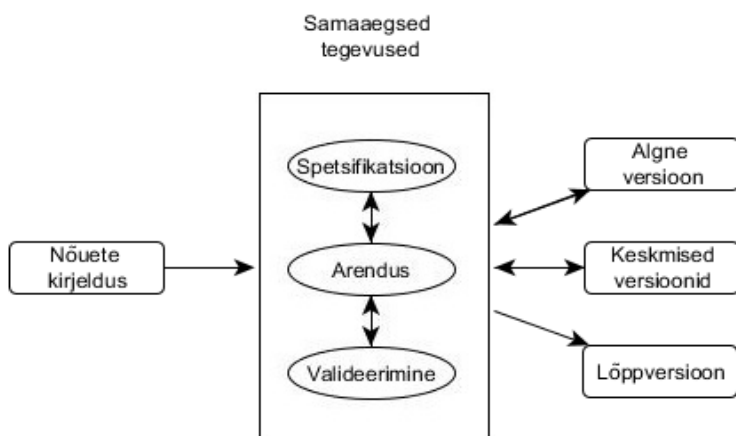 Samaaegsed
tegevused
Nõuete
kirjeldus
Spetsifikatsioon
Arendus
Valideerimine
Algne
versioon
Keskmised
versioonid
Lõppversioon